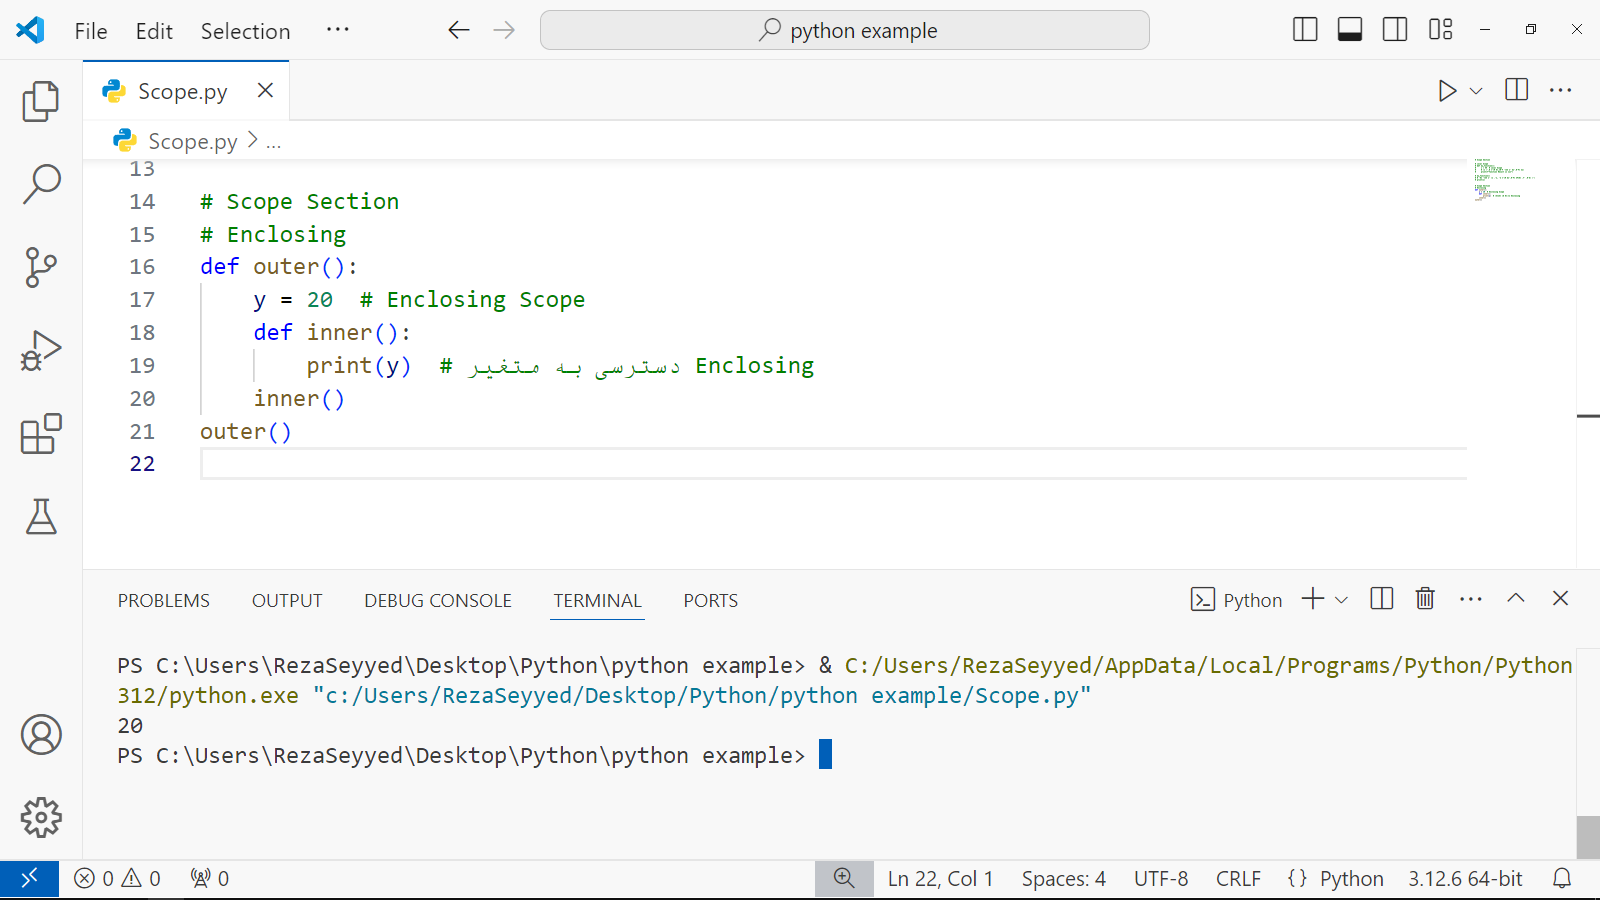 File Edit Selection ··· python example
Scope.py
Scope.py > ...
13
14 # Scope Section
15 # Enclosing
16 def outer():
17     y = 20  # Enclosing Scope
18     def inner():
19         print(y)  # دسترسی به متغیر Enclosing
20     inner()
21 outer()
22
PROBLEMS OUTPUT DEBUG CONSOLE TERMINAL PORTS Python
PS C:\Users\RezaSeyyed\Desktop\Python\python example> & C:/Users/RezaSeyyed/AppData/Local/Programs/Python/Python
312/python.exe "c:/Users/RezaSeyyed/Desktop/Python/python example/Scope.py"
20
PS C:\Users\RezaSeyyed\Desktop\Python\python example>
0 0 0 Ln 22, Col 1 Spaces: 4 UTF-8 CRLF {} Python 3.12.6 64-bit